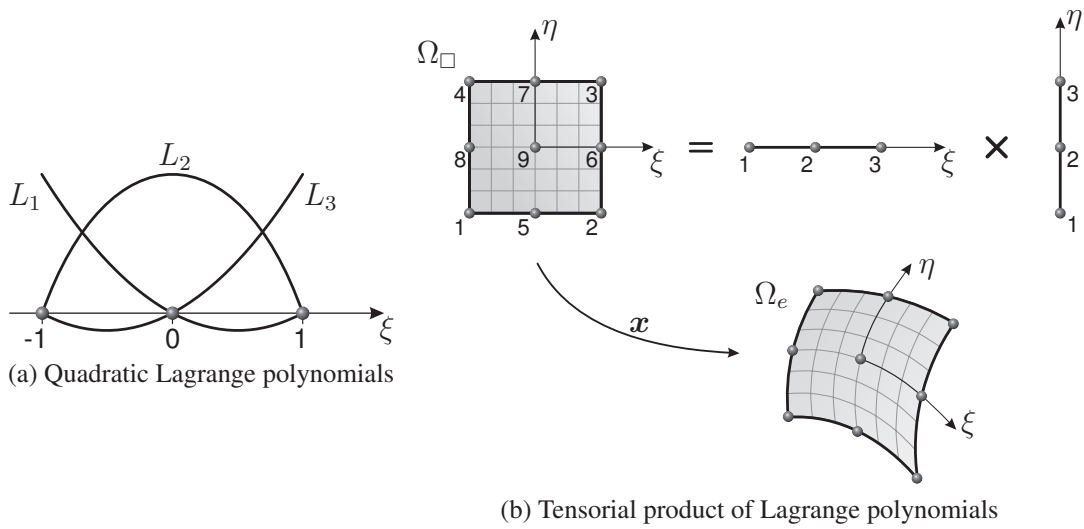 L₁
L₂
L₃
-1
0
1
ξ
(a) Quadratic Lagrange polynomials
Ω□
η
4
7
3
8
9
6
ξ
1
5
2
=
1
2
3
ξ
×
η
3
2
1
x
Ωₑ
η
ξ
(b) Tensorial product of Lagrange polynomials